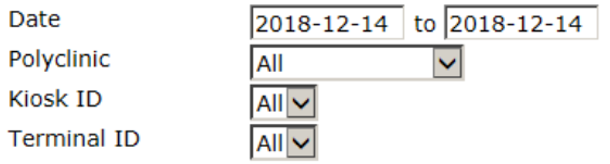 Date 2018-12-14 to 2018-12-14
Polyclinic All
Kiosk ID All
Terminal ID All